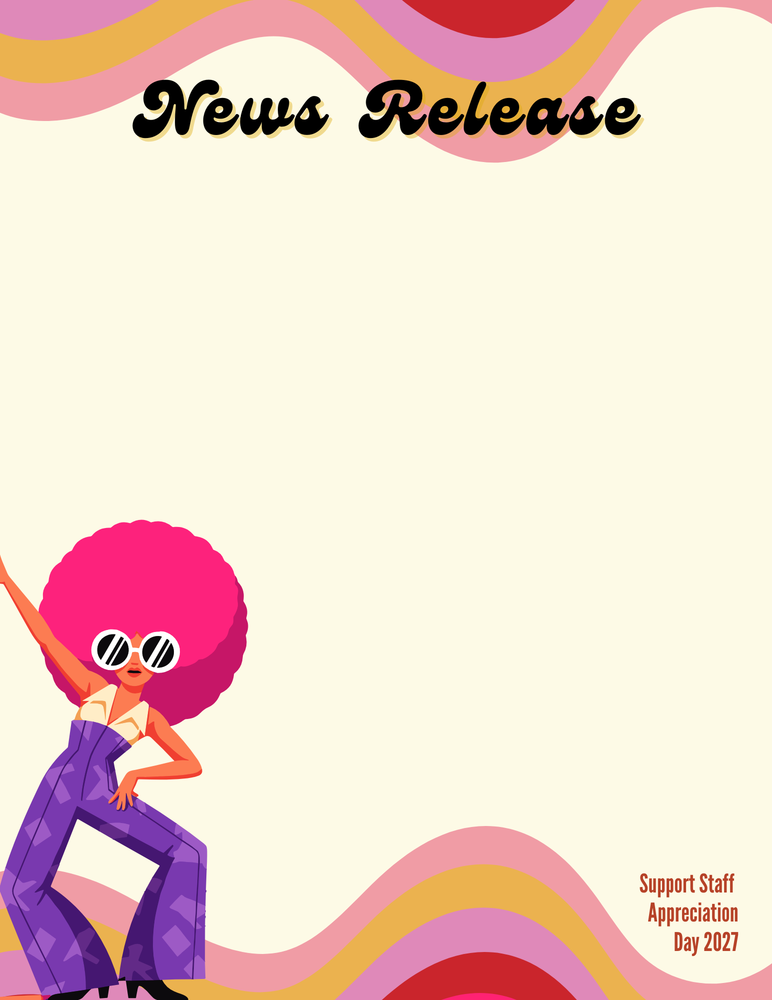 News Release
Support Staff
Appreciation
Day 2027